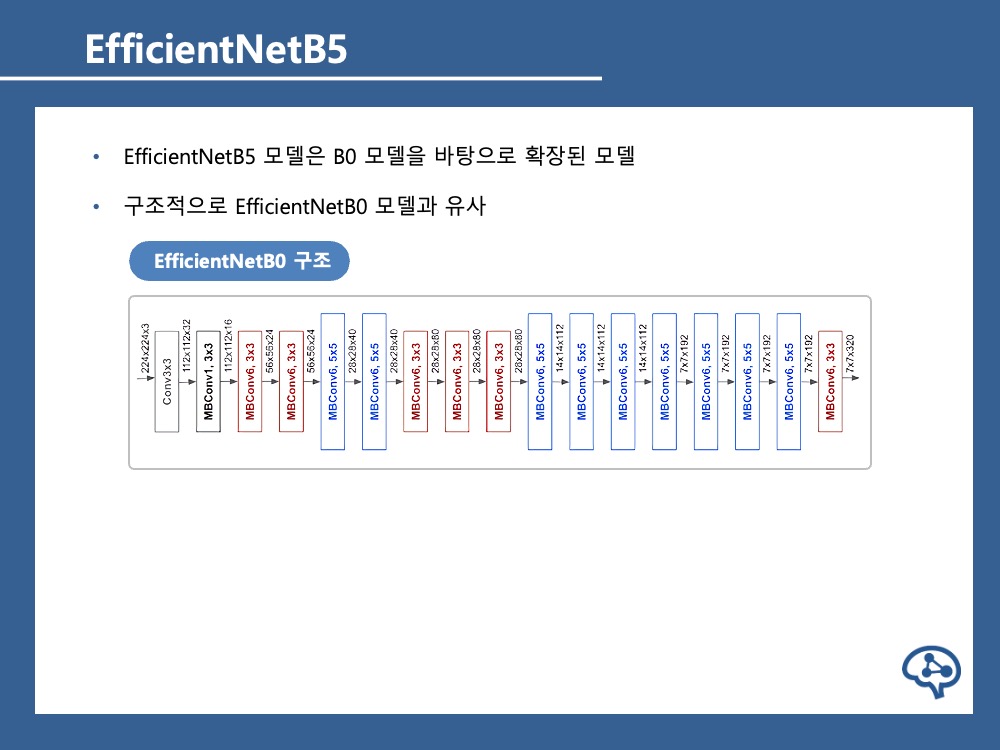 EfficientNetB5
• EfficientNetB5 모델은 B0 모델을 바탕으로 확장된 모델
• 구조적으로 EfficientNetB0 모델과 유사
EfficientNetB0 구조
224x224x3
Conv3x3
112x112x32
MBConv1, 3x3
112x112x16
MBConv6, 3x3
56x56x24
MBConv6, 3x3
56x56x24
MBConv6, 5x5
28x28x40
MBConv6, 5x5
28x28x40
MBConv6, 3x3
28x28x80
MBConv6, 3x3
28x28x80
MBConv6, 3x3
28x28x80
MBConv6, 5x5
14x14x112
MBConv6, 5x5
14x14x112
MBConv6, 5x5
14x14x112
MBConv6, 5x5
7x7x192
MBConv6, 5x5
7x7x192
MBConv6, 5x5
7x7x192
MBConv6, 5x5
7x7x192
MBConv6, 3x3
7x7x320